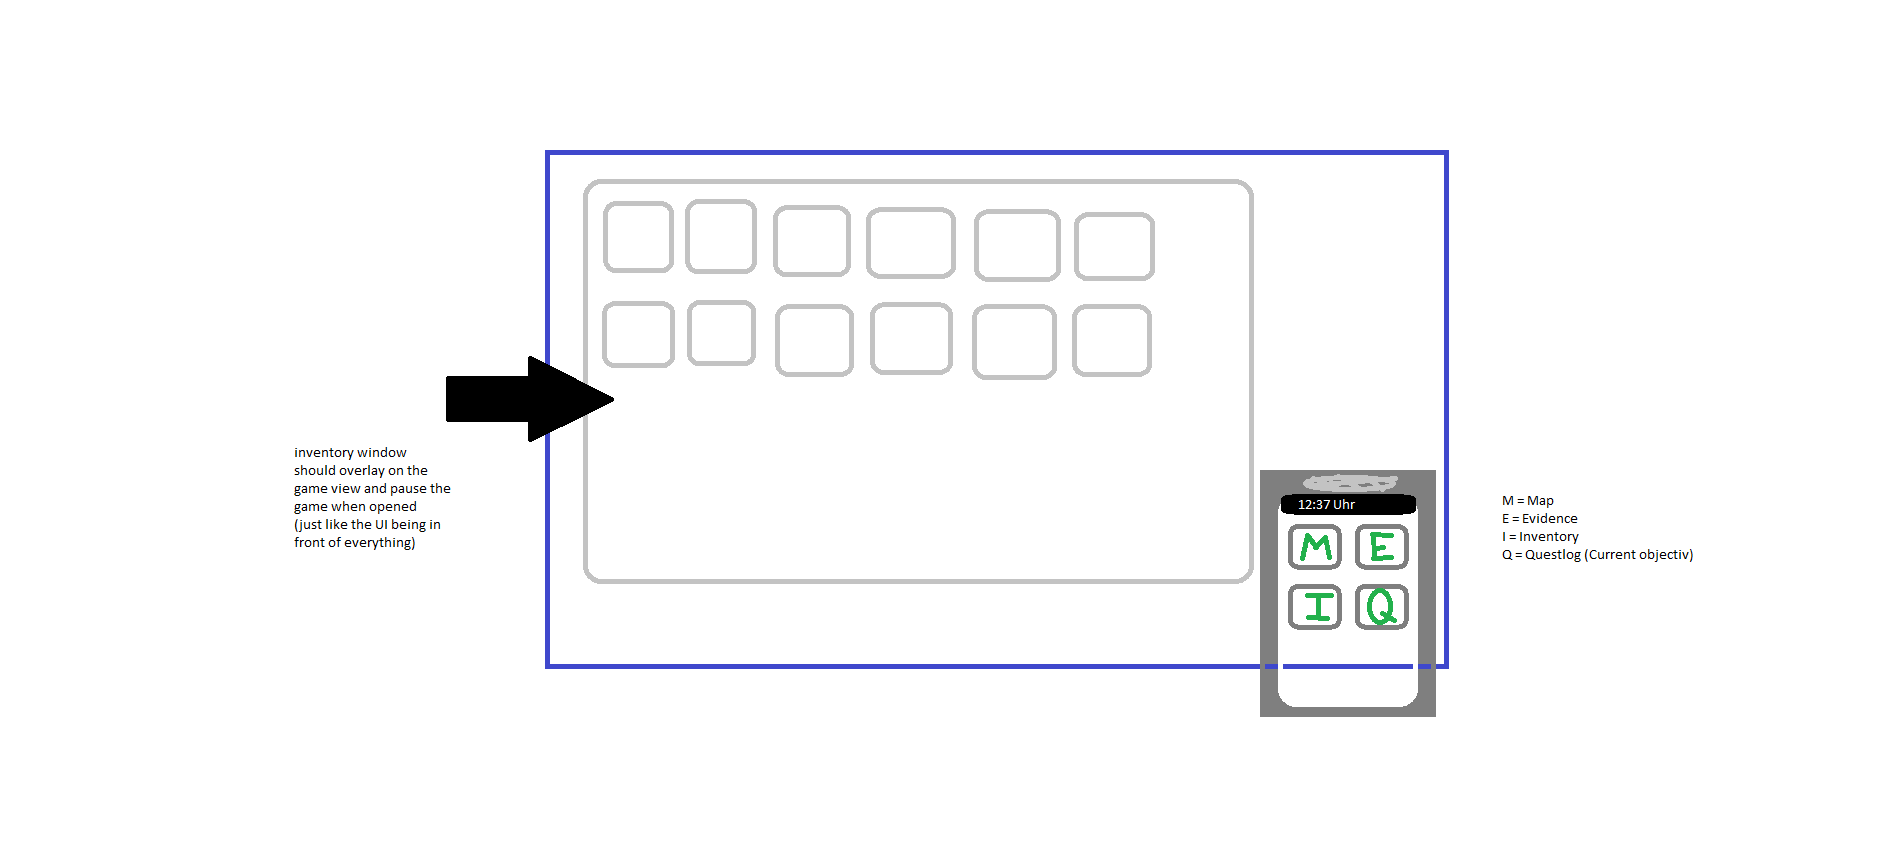 inventory window
should overlay on the
game view and pause the
game when opened
(just like the UI being in
front of everything)
12:37 Uhr
M E
I Q
M = Map
E = Evidence
I = Inventory
Q = Questlog (Current objectiv)